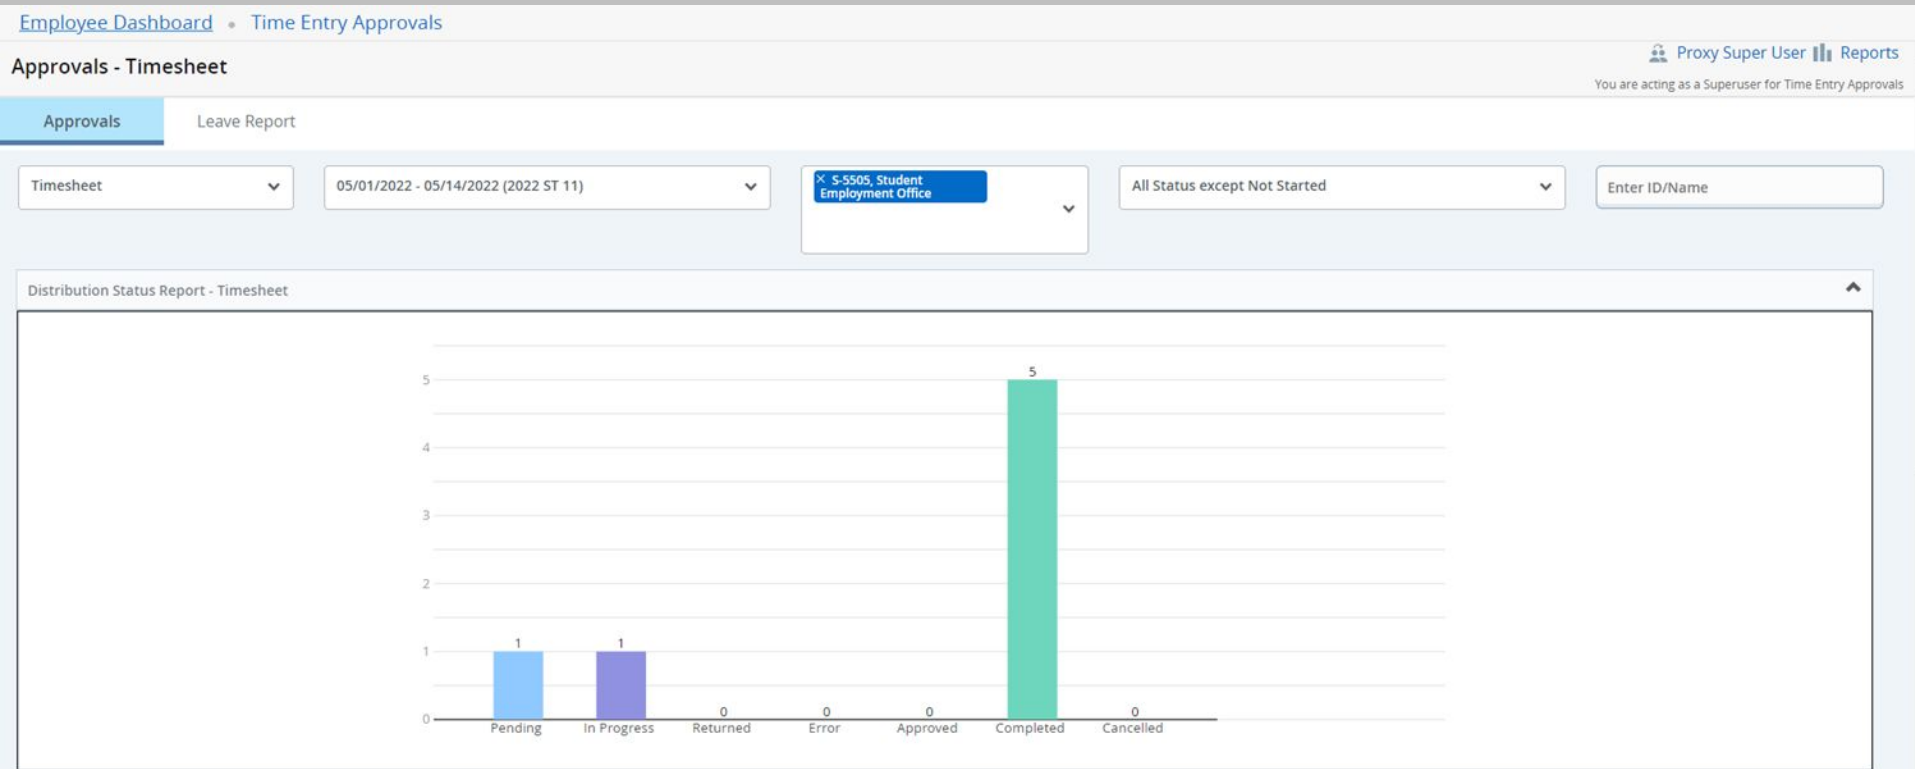 Employee Dashboard • Time Entry Approvals
Approvals - Timesheet
Proxy Super User Reports
You are acting as a Superuser for Time Entry Approvals
Approvals Leave Report
Timesheet
05/01/2022 - 05/14/2022 (2022 ST 11)
× S-5505, Student
Employment Office
All Status except Not Started
Enter ID/Name
Distribution Status Report - Timesheet
5
4
3
2
1
0
1
1
0
0
0
5
0
Pending In Progress Returned Error Approved Completed Cancelled